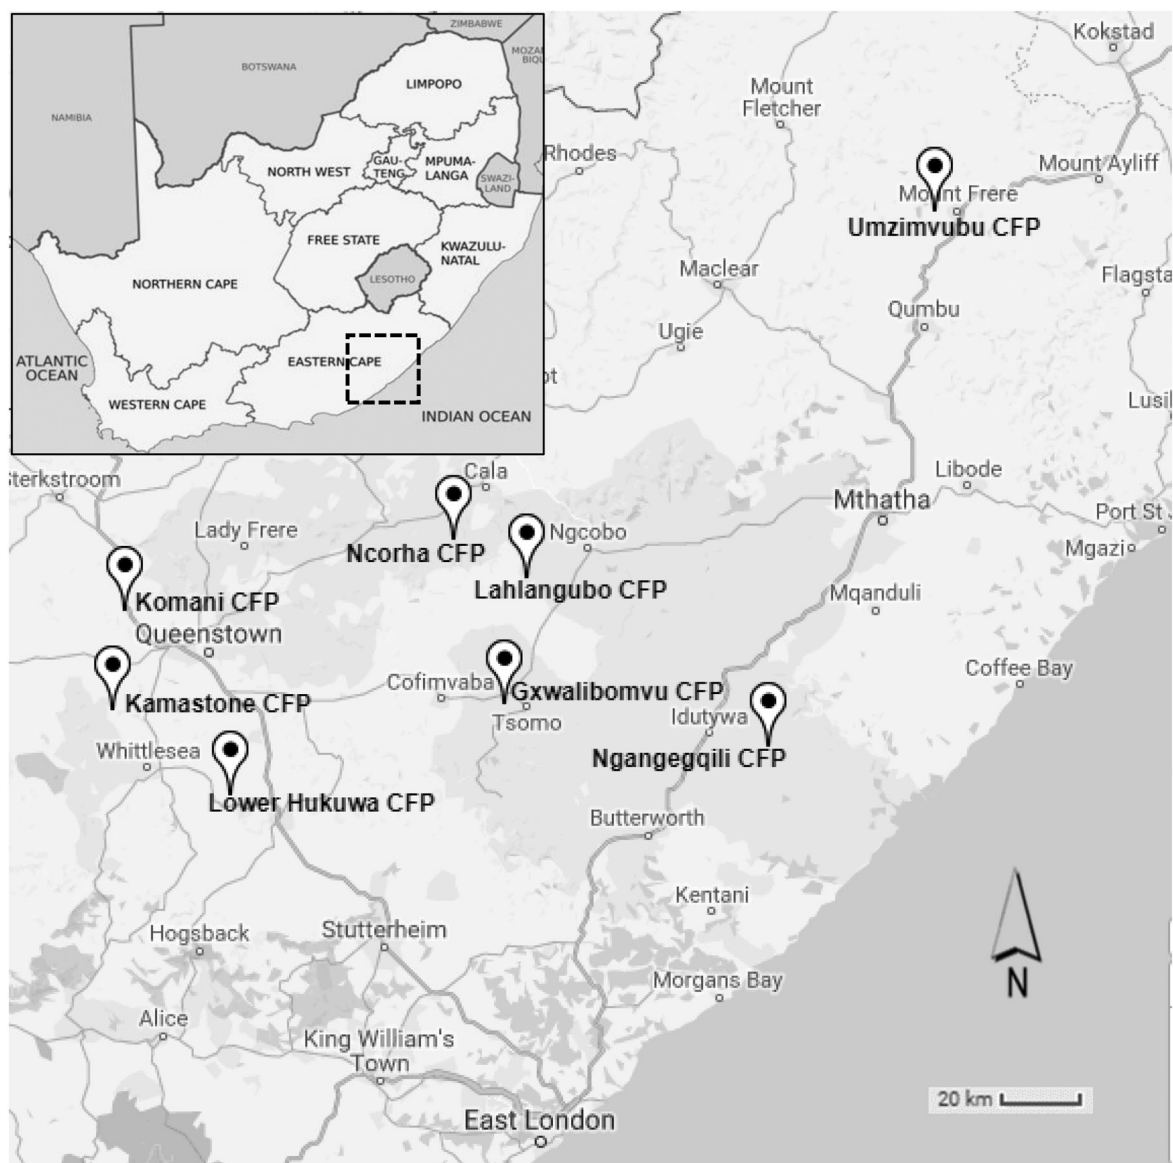 ZIMBABWE
MOZAM
BIQU
BOTSWANA
LIMPOPO
NAMIBIA
NORTH WEST
GAU-
TENG
MPUMA-
LANGA
SWAZI-
LAND
FREE STATE
KWAZULU-
NATAL
LESOTHO
NORTHERN CAPE
EASTERN CAPE
ATLANTIC
OCEAN
WESTERN CAPE
INDIAN OCEAN
Kokstad
Mount
Fletcher
Rhodes
Mount Ayliff
Mount Frere
Umzimvubu CFP
Maclear
Flagsta
Qumbu
Ugie
ot
Lusil
Sterkstroom
Cala
Libode
Mthatha
Port St J
Lady Frere
Ngcobo
Mgazi
Ncorha CFP
Lahlangubo CFP
Komani CFP
Mqanduli
Queenstown
Coffee Bay
Cofimvaba
Gxwalibomvu CFP
Kamastone CFP
Tsomo
Idutywa
Whittlesea
Ngangegqili CFP
Lower Hukuwa CFP
Butterworth
Kentani
Hogsback
Stutterheim
Morgans Bay
N
Alice
King William's
Town
20 km
East London